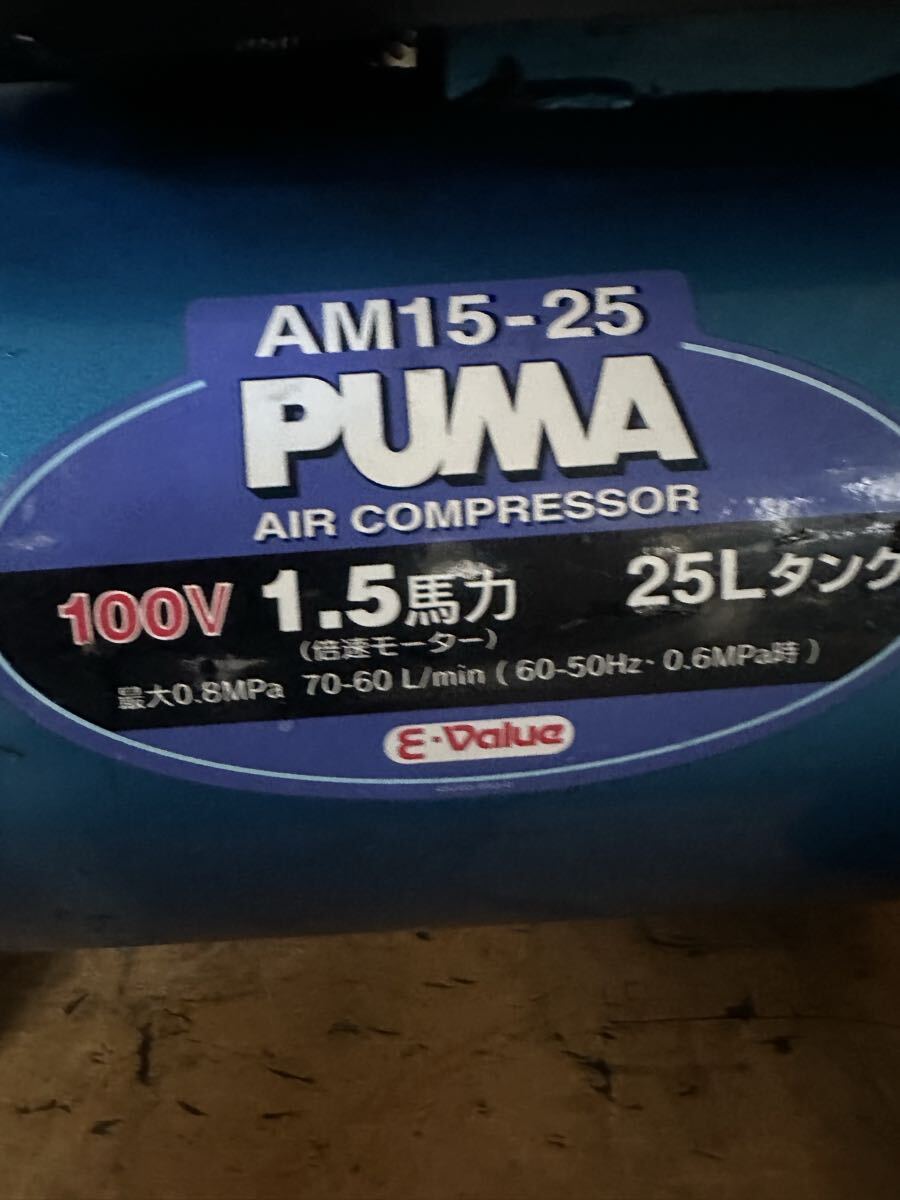 AM15-25
PUMA
AIR COMPRESSOR
100V 1.5馬力 25Lタンク
(倍速モーター)
最大0.8MPa 70-60 L/min ( 60-50Hz・0.6MPa時 )
E・Value